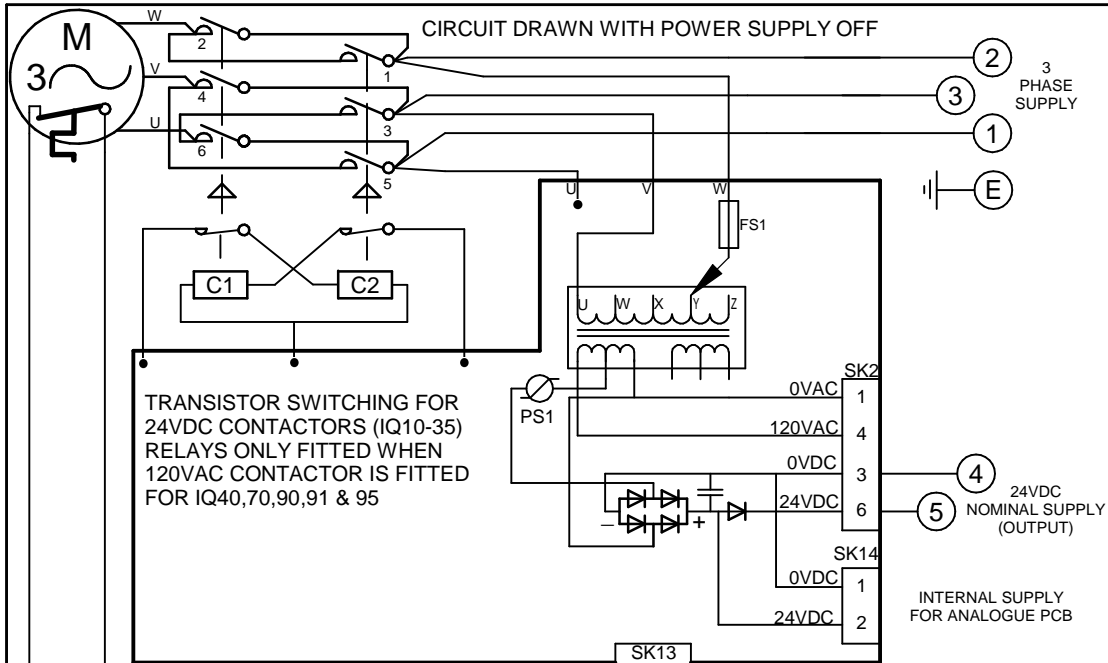 CIRCUIT DRAWN WITH POWER SUPPLY OFF
W
M
3
V
U
2
1
4
3
6
5
2
3
1
E
3
PHASE
SUPPLY
U
V
W
FS1
C1
C2
U
W
X
Y
Z
TRANSISTOR SWITCHING FOR
24VDC CONTACTORS (IQ10-35)
RELAYS ONLY FITTED WHEN
120VAC CONTACTOR IS FITTED
FOR IQ40,70,90,91 & 95
PS1
SK2
0VAC
1
120VAC
4
0VDC
3
24VDC
6
4
5
24VDC
NOMINAL SUPPLY
(OUTPUT)
– +
SK14
0VDC
1
24VDC
2
INTERNAL SUPPLY
FOR ANALOGUE PCB
SK13